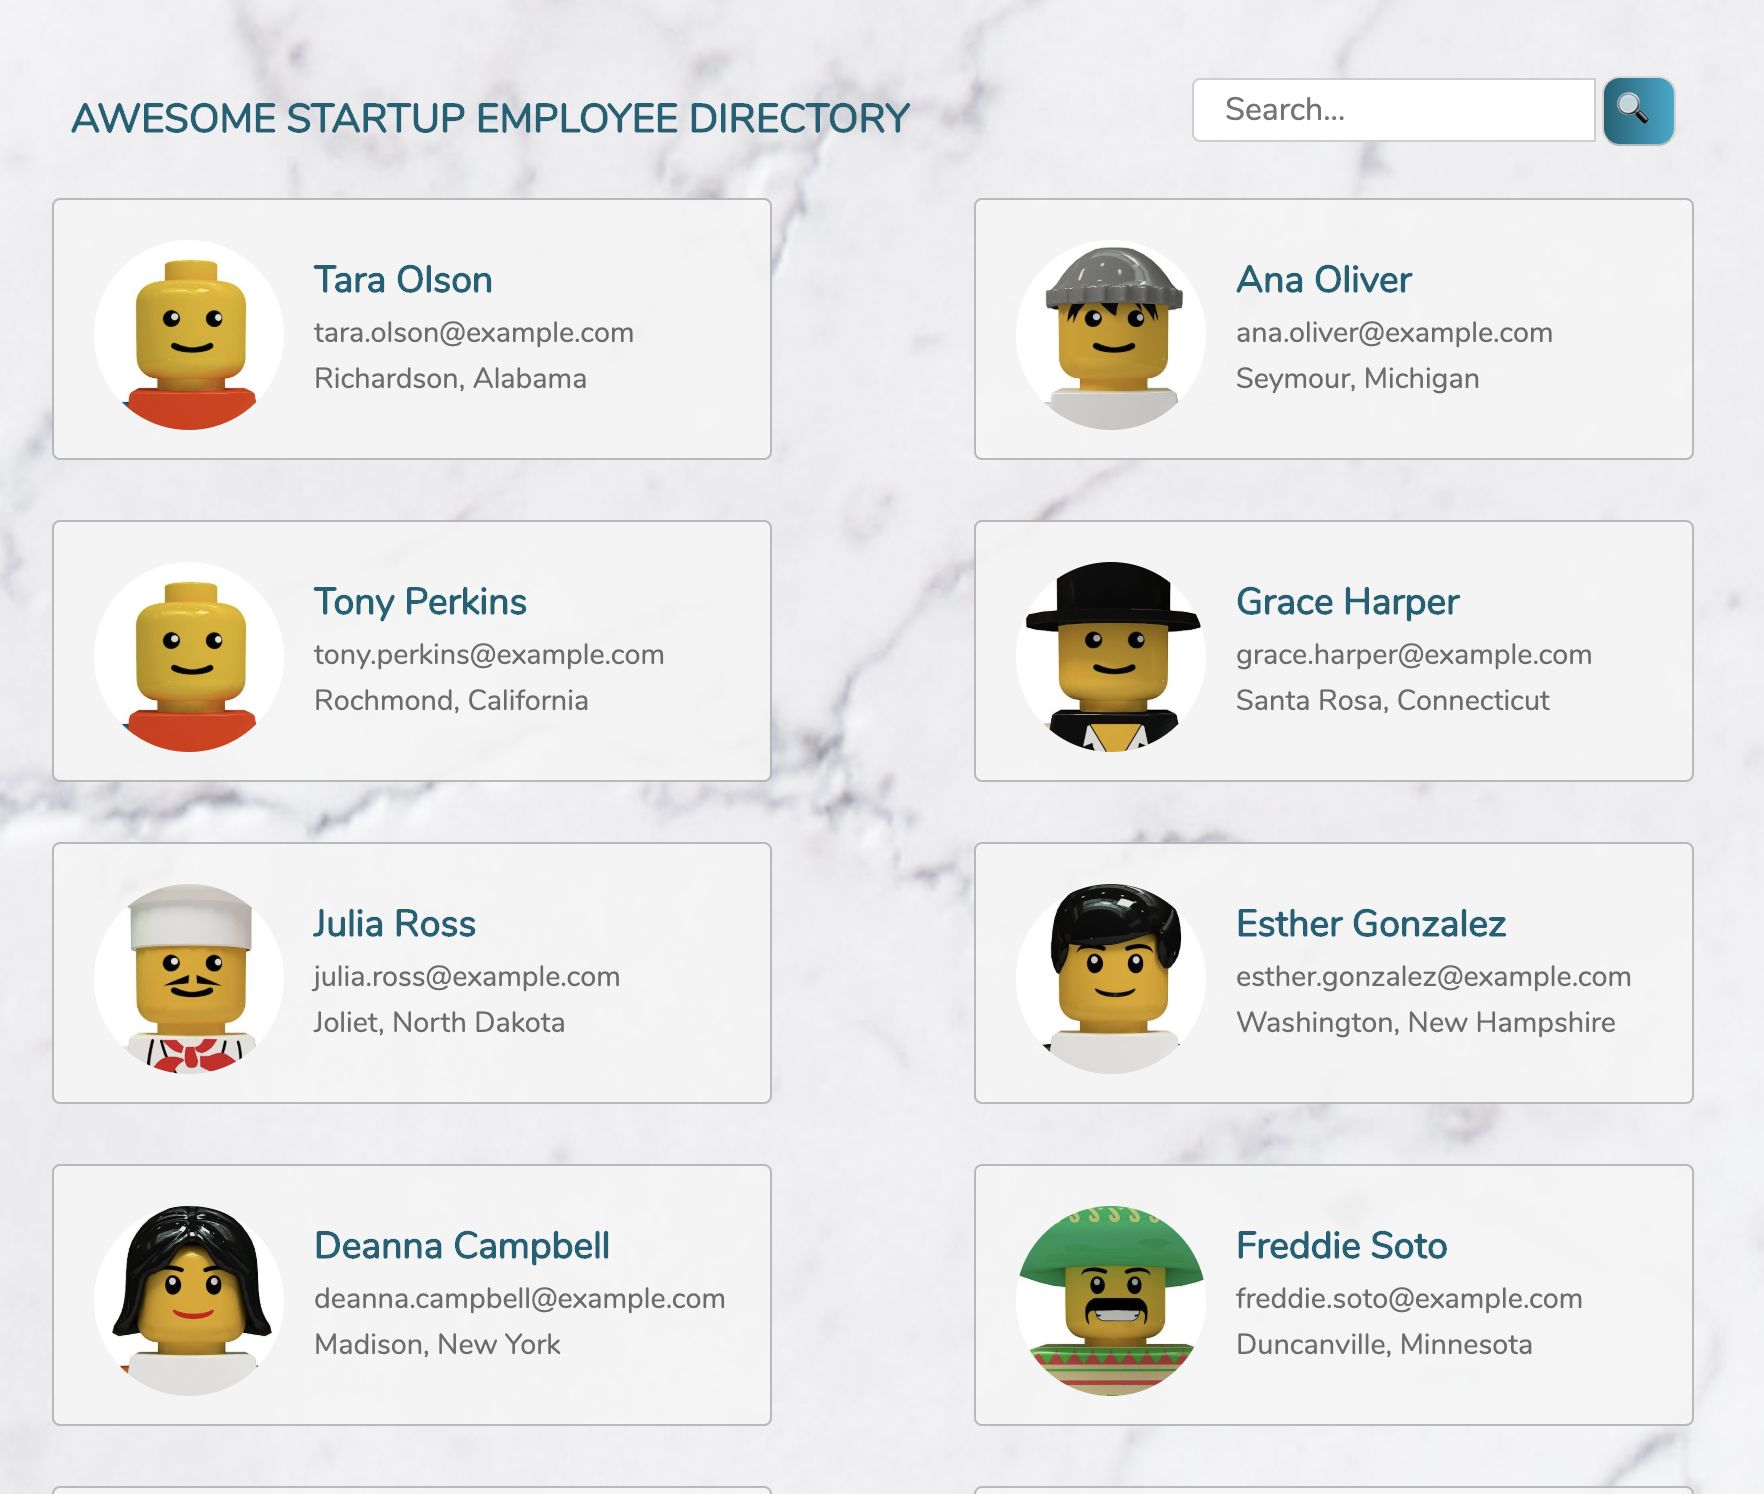 AWESOME STARTUP EMPLOYEE DIRECTORY
Search...
Tara Olson
tara.olson@example.com
Richardson, Alabama
Ana Oliver
ana.oliver@example.com
Seymour, Michigan
Tony Perkins
tony.perkins@example.com
Rochmond, California
Grace Harper
grace.harper@example.com
Santa Rosa, Connecticut
Julia Ross
julia.ross@example.com
Joliet, North Dakota
Esther Gonzalez
esther.gonzalez@example.com
Washington, New Hampshire
Deanna Campbell
deanna.campbell@example.com
Madison, New York
Freddie Soto
freddie.soto@example.com
Duncanville, Minnesota